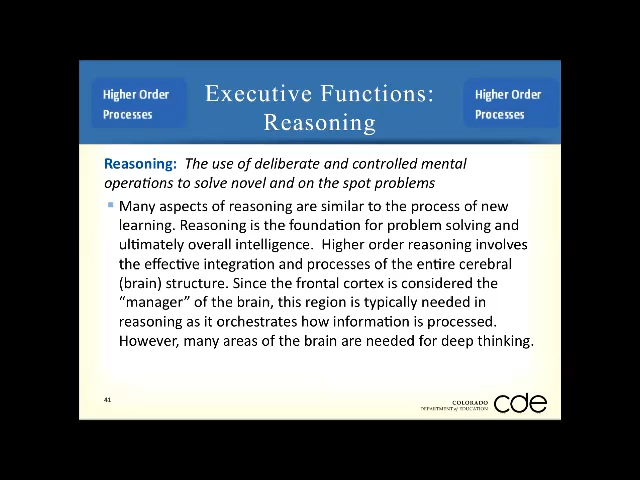 Higher Order
Processes
Executive Functions:
Reasoning
Higher Order
Processes
Reasoning: The use of deliberate and controlled mental
operations to solve novel and on the spot problems
Many aspects of reasoning are similar to the process of new
learning. Reasoning is the foundation for problem solving and
ultimately overall intelligence. Higher order reasoning involves
the effective integration and processes of the entire cerebral
(brain) structure. Since the frontal cortex is considered the
“manager” of the brain, this region is typically needed in
reasoning as it orchestrates how information is processed.
However, many areas of the brain are needed for deep thinking.
41
COLORADO
DEPARTMENT of EDUCATION
cde